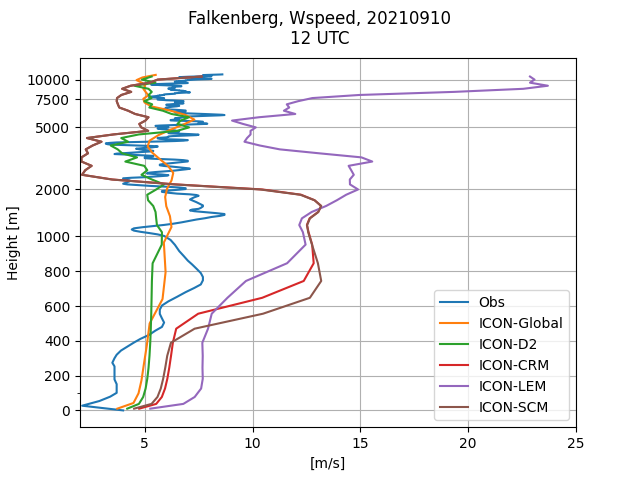 Falkenberg, Wspeed, 20210910
12 UTC
10000
7500
5000
2000
1000
800
600
400
200
0
Height [m]
5
10
15
20
25
[m/s]
Obs
ICON-Global
ICON-D2
ICON-CRM
ICON-LEM
ICON-SCM